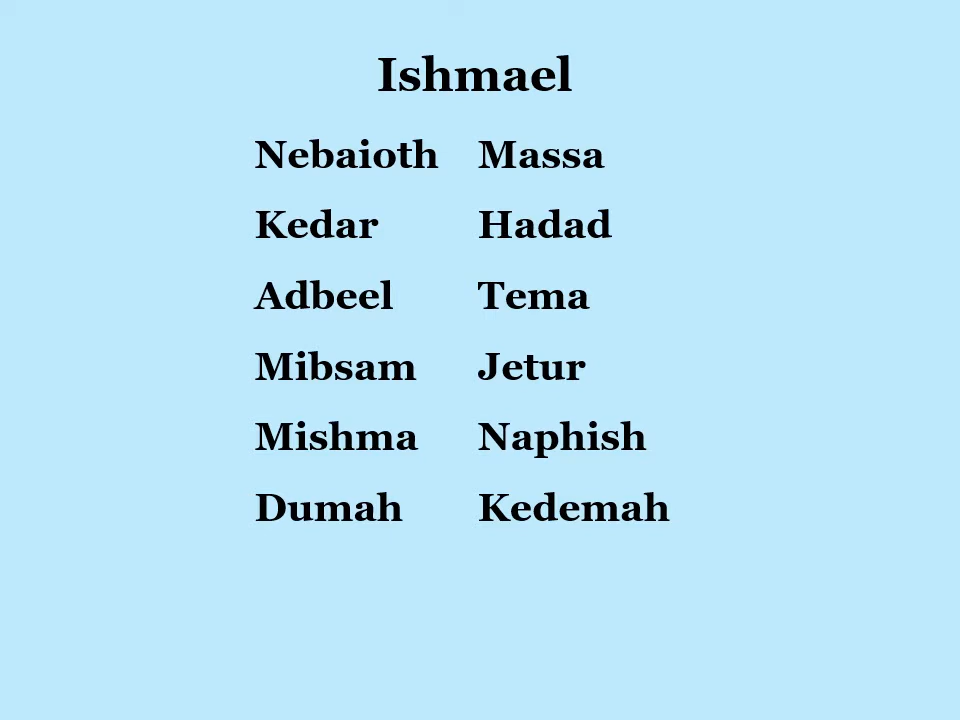 Ishmael
Nebaioth Massa
Kedar Hadad
Adbeel Tema
Mibsam Jetur
Mishma Naphish
Dumah Kedemah